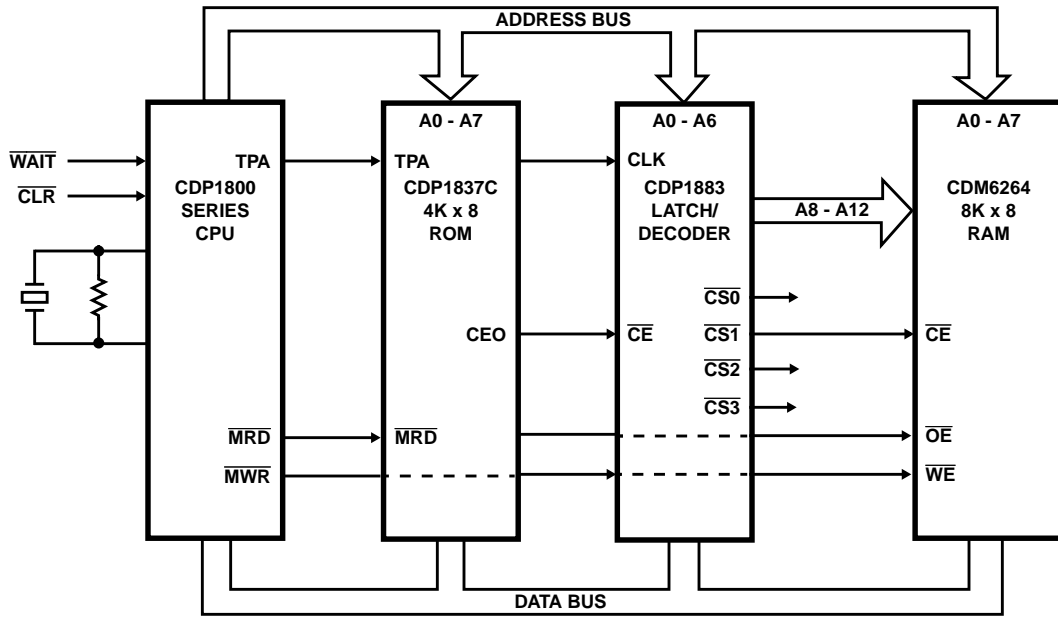 ADDRESS BUS
A0 - A7
A0 - A6
A0 - A7
WAIT
CLR
TPA
CDP1800
SERIES
CPU
MRD
MWR
TPA
CDP1837C
4K x 8
ROM
CEO
MRD
CLK
CDP1883
LATCH/
DECODER
CE
CS0
CS1
CS2
CS3
A8 - A12
CDM6264
8K x 8
RAM
CE
OE
WE
DATA BUS